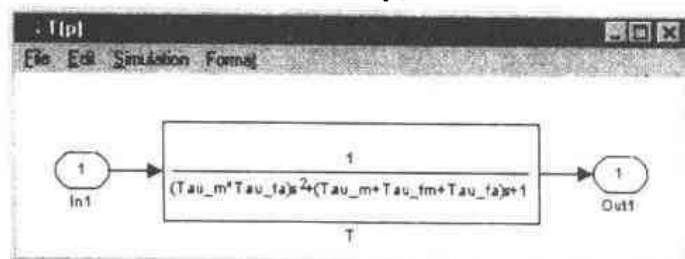 T(p)
File Edit Simulation Format
1
1
(Tau_m*Tau_fa)s2+(Tau_m+Tau_fm+Tau_fa)s+1
1
In1
Out1
T